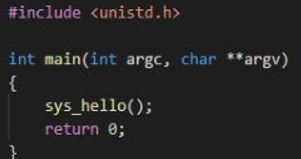 #include <unistd.h>
int main(int argc, char **argv)
{
sys_hello();
return 0;
}